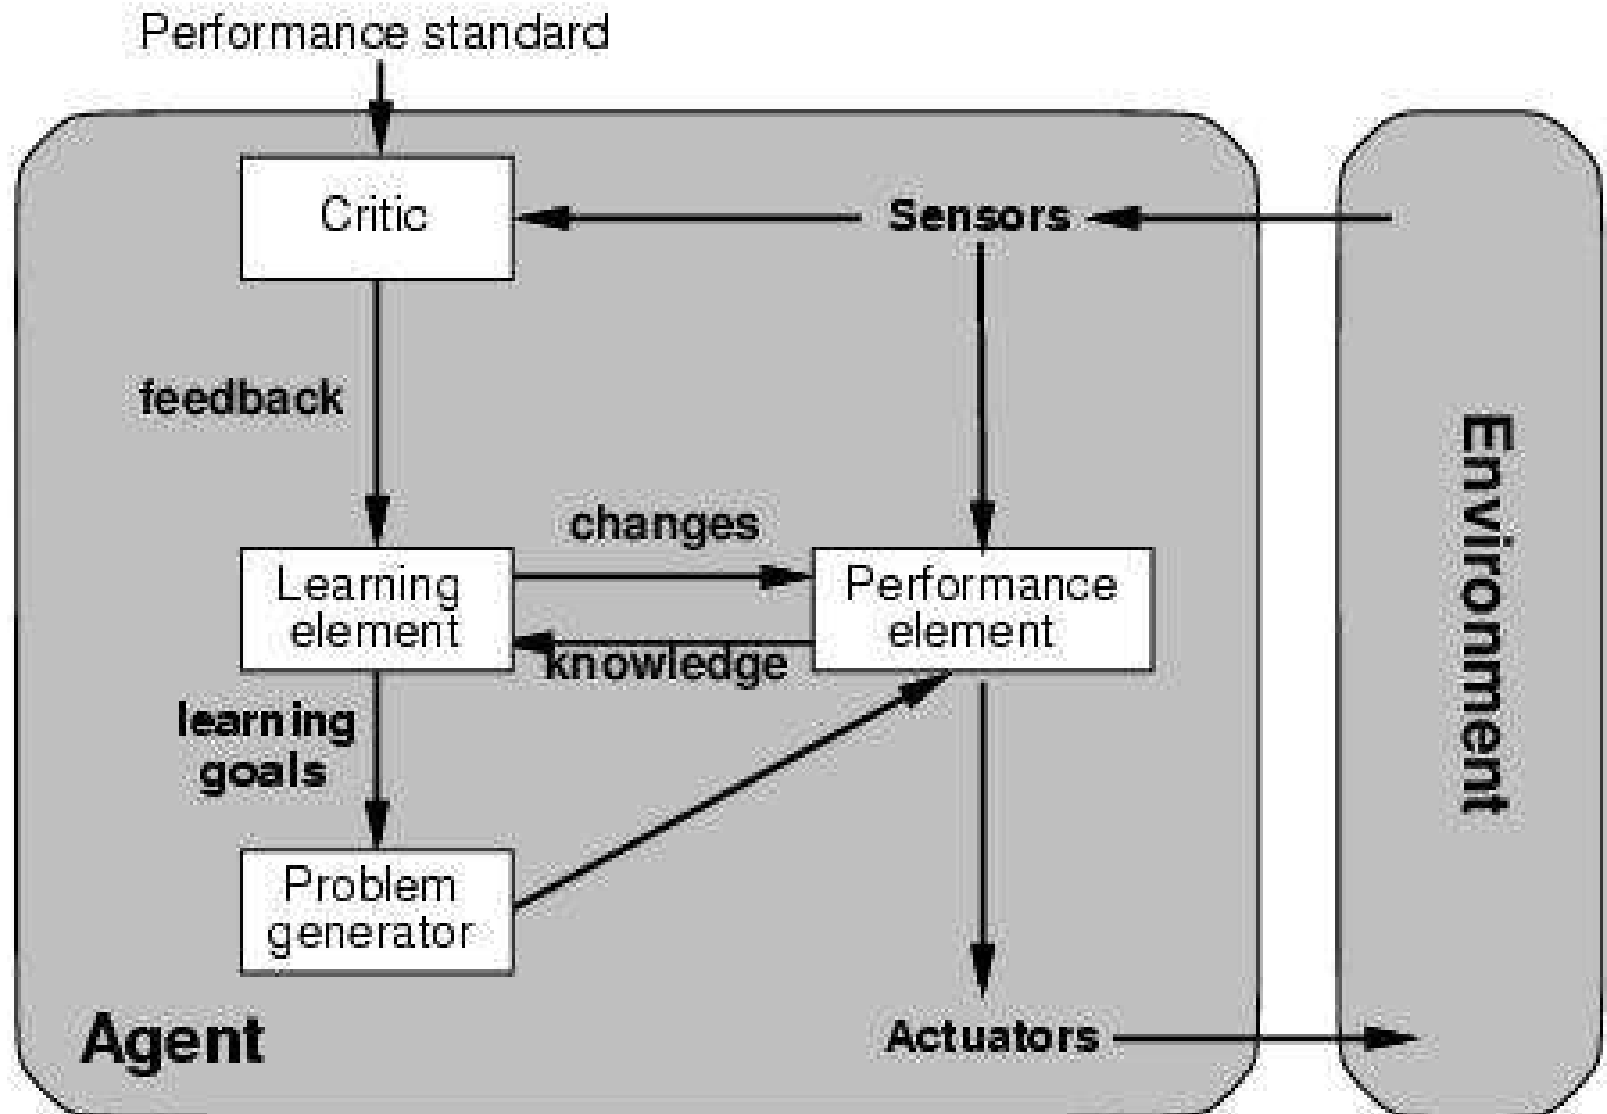 Performance standard
Critic
Sensors
feedback
changes
Learning
element
Performance
element
knowledge
learning
goals
Problem
generator
Agent
Actuators
Environment